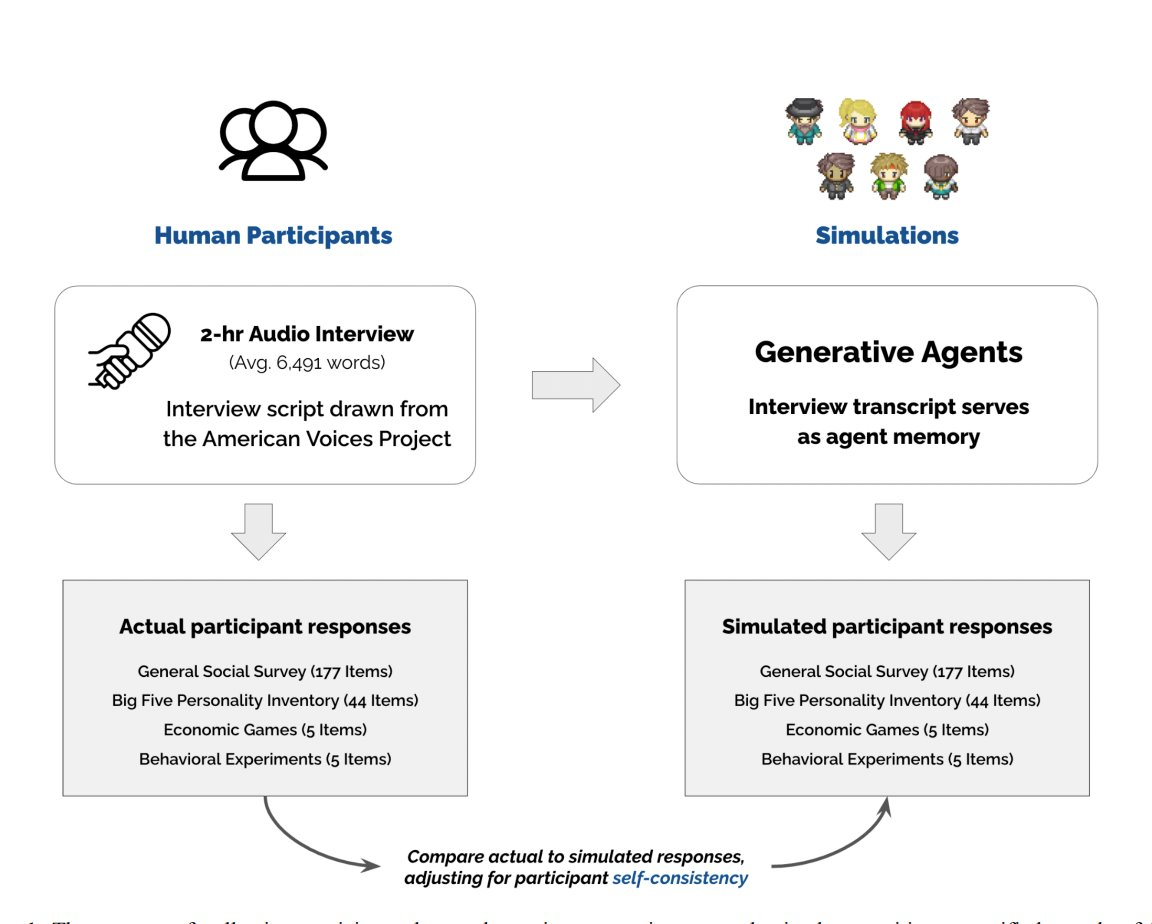 Human Participants
Simulations
2-hr Audio Interview
(Avg. 6,491 words)
Interview script drawn from
the American Voices Project
Generative Agents
Interview transcript serves
as agent memory
Actual participant responses
General Social Survey (177 Items)
Big Five Personality Inventory (44 Items)
Economic Games (5 Items)
Behavioral Experiments (5 Items)
Simulated participant responses
General Social Survey (177 Items)
Big Five Personality Inventory (44 Items)
Economic Games (5 Items)
Behavioral Experiments (5 Items)
Compare actual to simulated responses,
adjusting for participant self-consistency